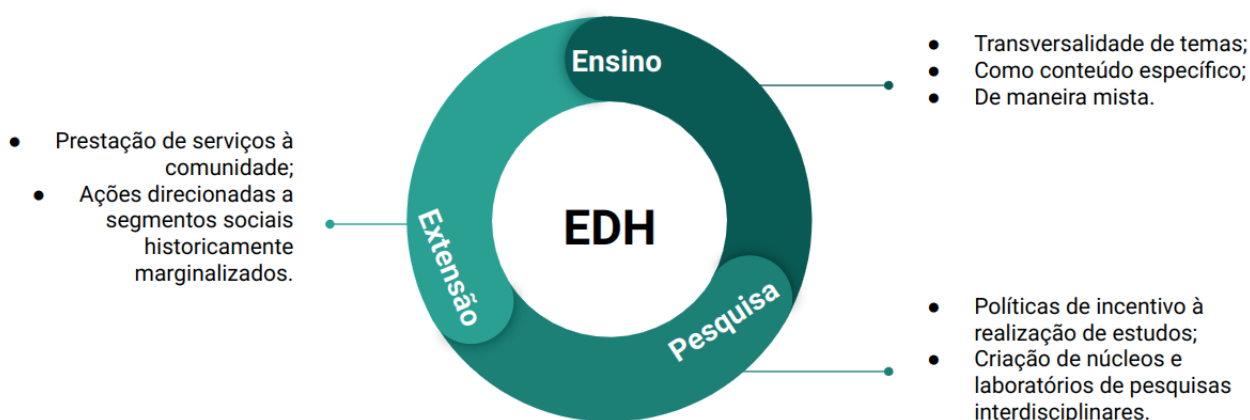 Ensino
● Transversalidade de temas;
● Como conteúdo específico;
● De maneira mista.
● Prestação de serviços à
comunidade;
● Ações direcionadas a
segmentos sociais
historicamente
marginalizados.
EDH
Extensão
Pesquisa
● Políticas de incentivo à
realização de estudos;
● Criação de núcleos e
laboratórios de pesquisas
interdisciplinares.